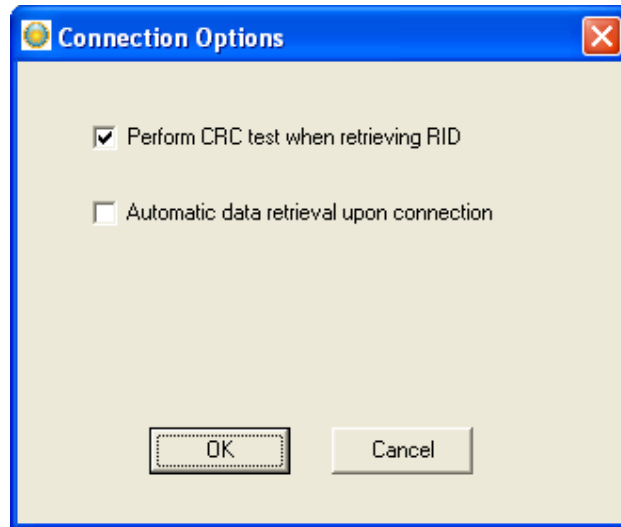 Connection Options
Perform CRC test when retrieving RID
Automatic data retrieval upon connection
OK Cancel